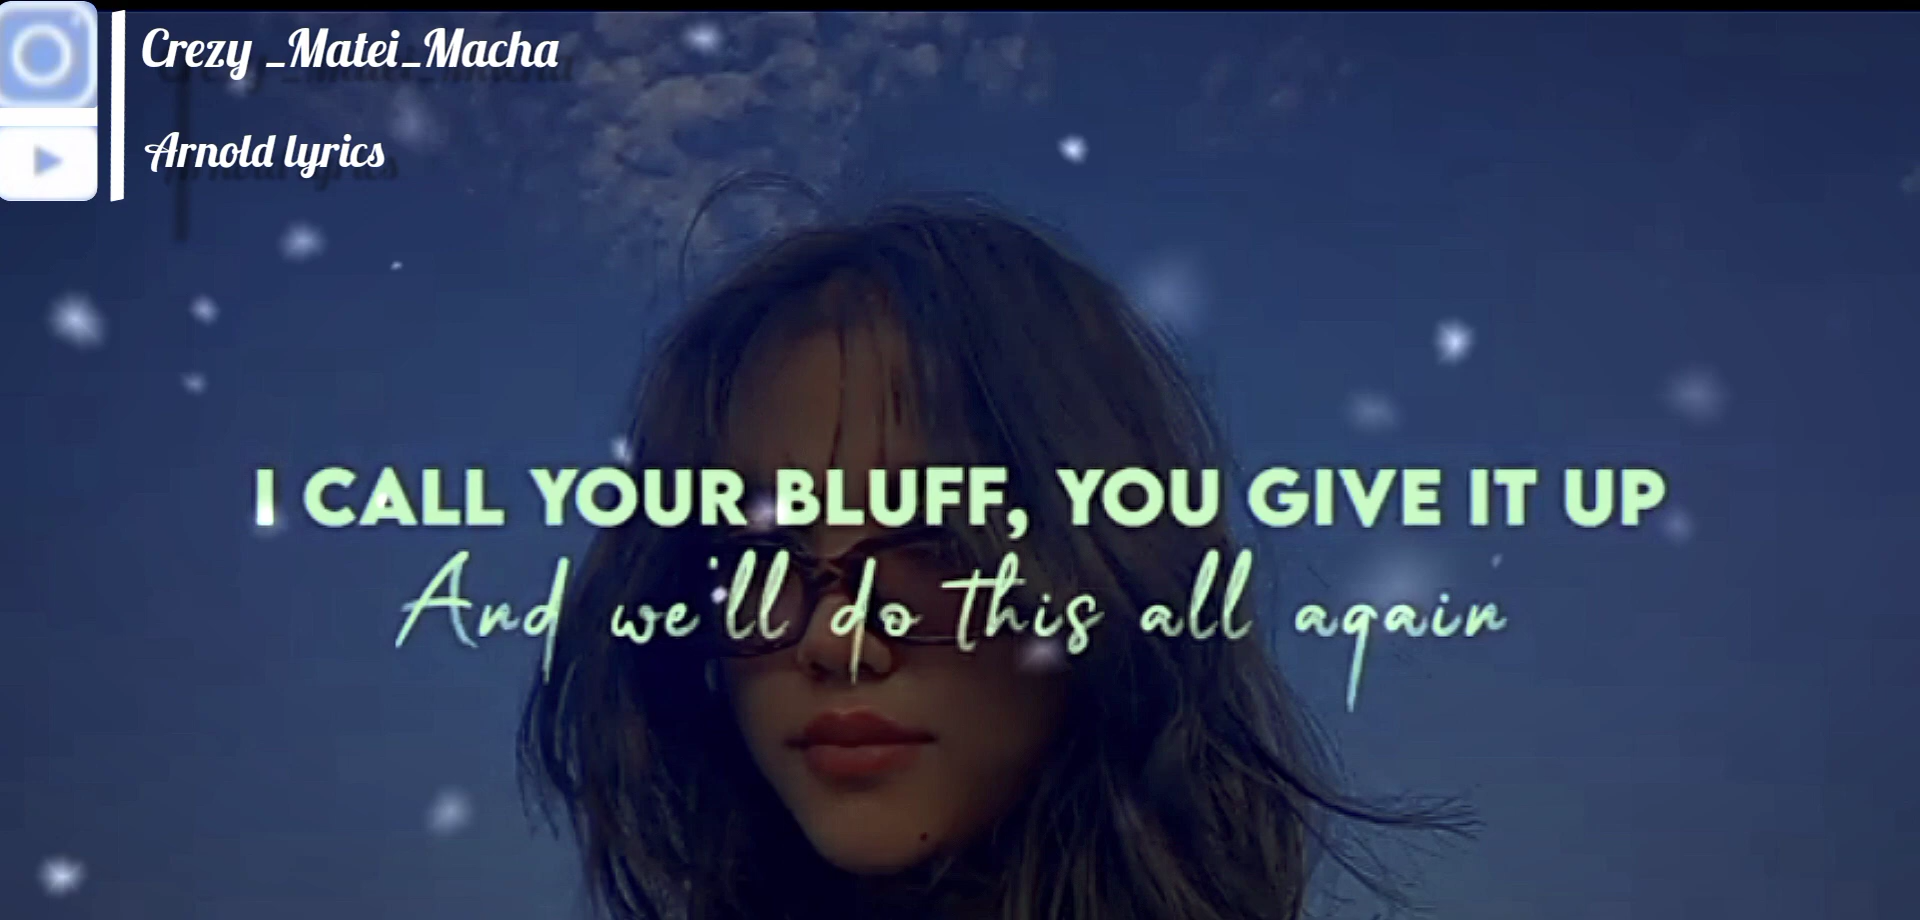 Crezy _Matei_Macha
Arnold lyrics
I CALL YOUR BLUFF, YOU GIVE IT UP
And we'll do this all again